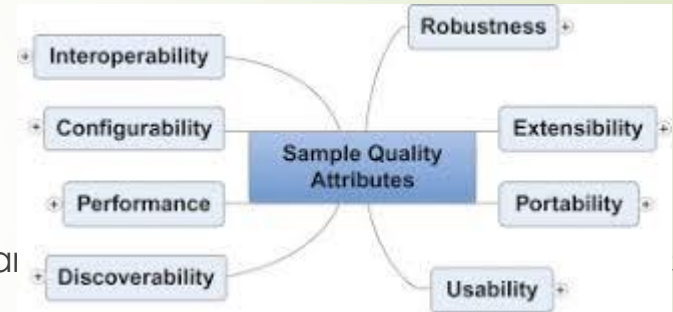 Robustness
Interoperability
Configurability
Extensibility
Sample Quality
Attributes
Performance
Portability
Discoverability
Usability